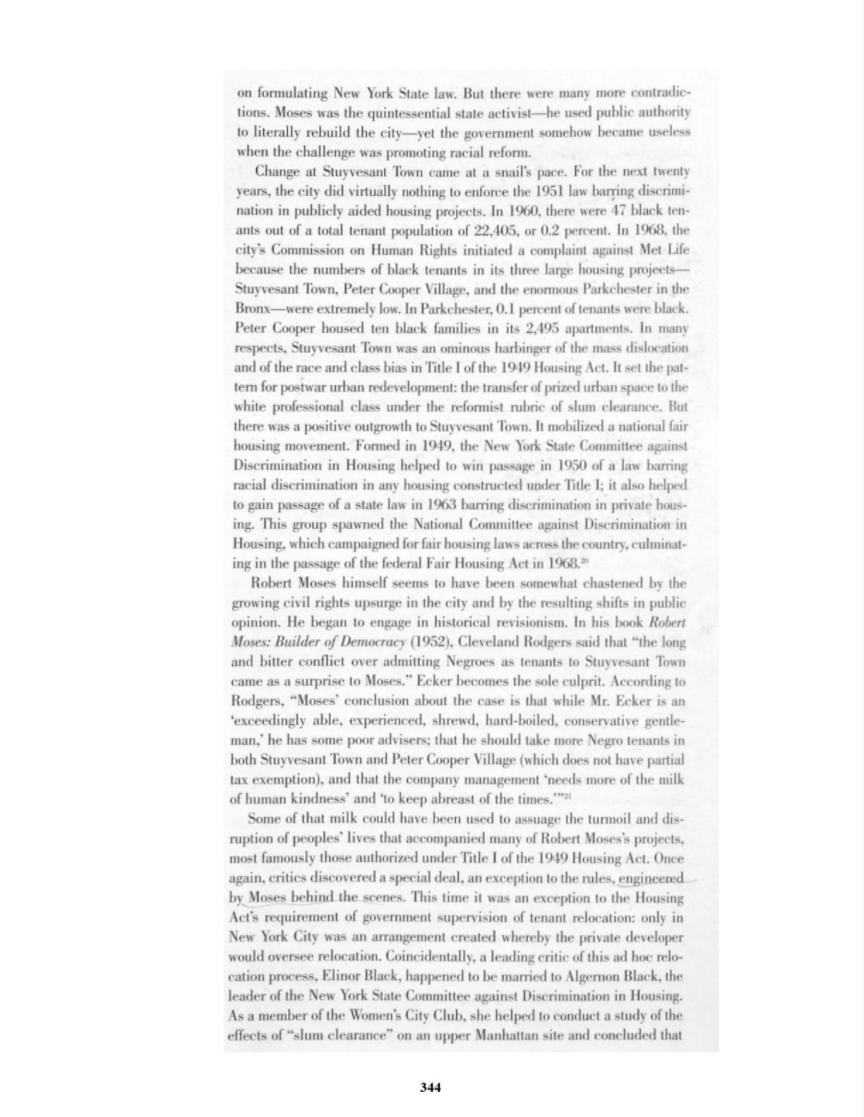 on formulating New York State law. But there were many more contradic-
tions. Moses was the quintessential state activist—he used public authority
to literally rebuild the city—yet the government somehow became useless
when the challenge was promoting racial reform.
Change at Stuyvesant Town came at a snail's pace. For the next twenty
years, the city did virtually nothing to enforce the 1951 law barring discrimi-
nation in publicly aided housing projects. In 1960, there were 47 black ten-
ants out of a total tenant population of 22,405, or 0.2 percent. In 1968, the
city's Commission on Human Rights initiated a complaint against Met Life
because the numbers of black tenants in its three large housing projects—
Stuyvesant Town, Peter Cooper Village, and the enormous Parkchester in the
Bronx—were extremely low. In Parkchester, 0.1 percent of tenants were black.
Peter Cooper housed ten black families in its 2,495 apartments. In many
respects, Stuyvesant Town was an ominous harbinger of the mass dislocation
and of the race and class bias in Title I of the 1949 Housing Act. It set the pat-
tern for postwar urban redevelopment: the transfer of prized urban space to the
white professional class under the reformist rubric of slum clearance. But
there was a positive outgrowth to Stuyvesant Town. It mobilized a national fair
housing movement. Formed in 1949, the New York State Committee against
Discrimination in Housing helped to win passage in 1950 of a law barring
racial discrimination in any housing constructed under Title I; it also helped
to gain passage of a state law in 1963 barring discrimination in private hous-
ing. This group spawned the National Committee against Discrimination in
Housing, which campaigned for fair housing laws across the country, culminat-
ing in the passage of the federal Fair Housing Act in 1968.²⁰
Robert Moses himself seems to have been somewhat chastened by the
growing civil rights upsurge in the city and by the resulting shifts in public
opinion. He began to engage in historical revisionism. In his book Robert
Moses: Builder of Democracy (1952), Cleveland Rodgers said that "the long
and bitter conflict over admitting Negroes as tenants to Stuyvesant Town
came as a surprise to Moses." Ecker becomes the sole culprit. According to
Rodgers, "Moses' conclusion about the case is that while Mr. Ecker is an
'exceedingly able, experienced, shrewd, hard-boiled, conservative gentle-
man,' he has some poor advisers; that he should take more Negro tenants in
both Stuyvesant Town and Peter Cooper Village (which does not have partial
tax exemption), and that the company management 'needs more of the milk
of human kindness' and 'to keep abreast of the times.'"²¹
Some of that milk could have been used to assuage the turmoil and dis-
ruption of peoples' lives that accompanied many of Robert Moses's projects,
most famously those authorized under Title I of the 1949 Housing Act. Once
again, critics discovered a special deal, an exception to the rules, engineered
by Moses behind the scenes. This time it was an exception to the Housing
Act's requirement of government supervision of tenant relocation: only in
New York City was an arrangement created whereby the private developer
would oversee relocation. Coincidentally, a leading critic of this ad hoc relo-
cation process, Elinor Black, happened to be married to Algernon Black, the
leader of the New York State Committee against Discrimination in Housing.
As a member of the Women's City Club, she helped to conduct a study of the
effects of "slum clearance" on an upper Manhattan site and concluded that
344